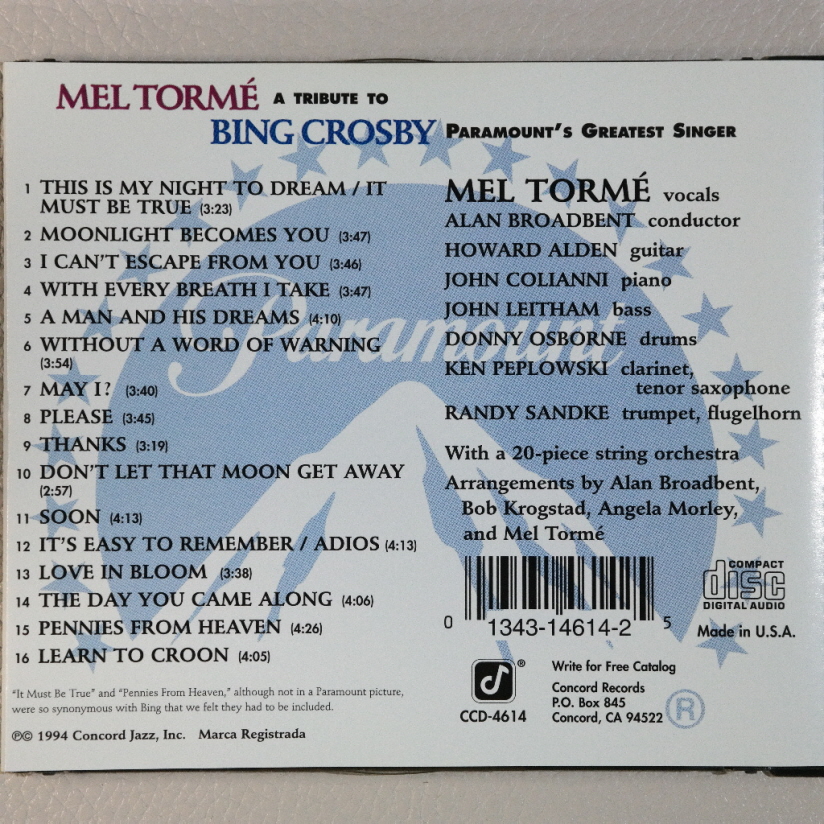 MEL TORMÉ A TRIBUTE TO
BING CROSBY PARAMOUNT'S GREATEST SINGER
1 THIS IS MY NIGHT TO DREAM / IT
MUST BE TRUE (3:23)
2 MOONLIGHT BECOMES YOU (3:47)
3 I CAN'T ESCAPE FROM YOU (3:46)
4 WITH EVERY BREATH I TAKE (3:47)
5 A MAN AND HIS DREAMS (4:10)
6 WITHOUT A WORD OF WARNING
(3:54)
7 MAY I? (3:40)
8 PLEASE (3:45)
9 THANKS (3:19)
10 DON'T LET THAT MOON GET AWAY
(2:57)
11 SOON (4:13)
12 IT'S EASY TO REMEMBER / ADIOS (4:13)
13 LOVE IN BLOOM (3:38)
14 THE DAY YOU CAME ALONG (4:06)
15 PENNIES FROM HEAVEN (4:26)
16 LEARN TO CROON (4:05)
"It Must Be True" and "Pennies From Heaven," although not in a Paramount picture,
were so synonymous with Bing that we felt they had to be included.
℗© 1994 Concord Jazz, Inc. Marca Registrada
Paramount
MEL TORMÉ vocals
ALAN BROADBENT conductor
HOWARD ALDEN guitar
JOHN COLIANNI piano
JOHN LEITHAM bass
DONNY OSBORNE drums
KEN PEPLOWSKI clarinet,
tenor saxophone
RANDY SANDKE trumpet, flugelhorn
With a 20-piece string orchestra
Arrangements by Alan Broadbent,
Bob Krogstad, Angela Morley,
and Mel Tormé
0 1343-14614-2 5
COMPACT
disc
DIGITAL AUDIO
Made in U.S.A.
®
CCD-4614
Write for Free Catalog
Concord Records
P.O. Box 845
Concord, CA 94522
®